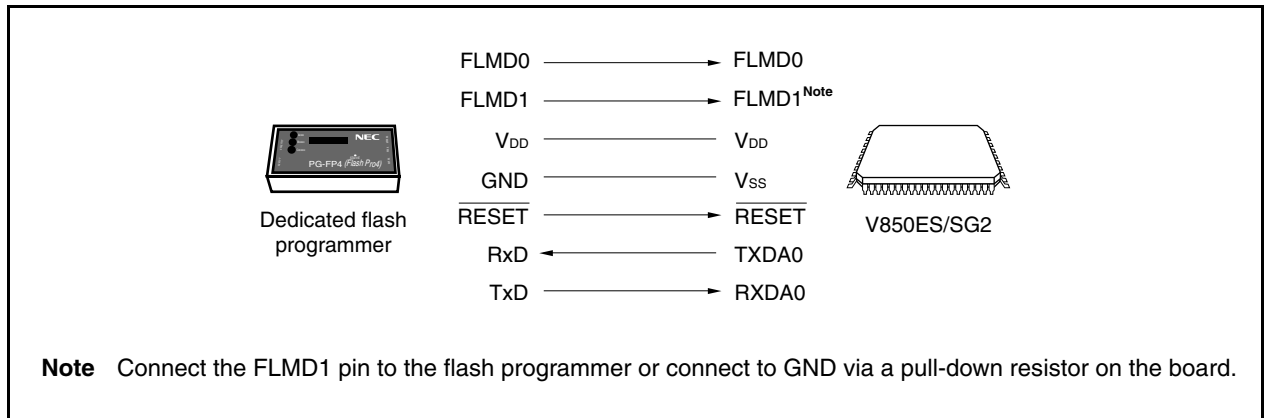 FLMD0 FLMD0
FLMD1 FLMD1Note
VDD VDD
GND VSS
RESET RESET
RxD TXDA0
TxD RXDA0
NEC
PG-FP4 (Flash Pro4)
Dedicated flash
programmer
V850ES/SG2
Note Connect the FLMD1 pin to the flash programmer or connect to GND via a pull-down resistor on the board.